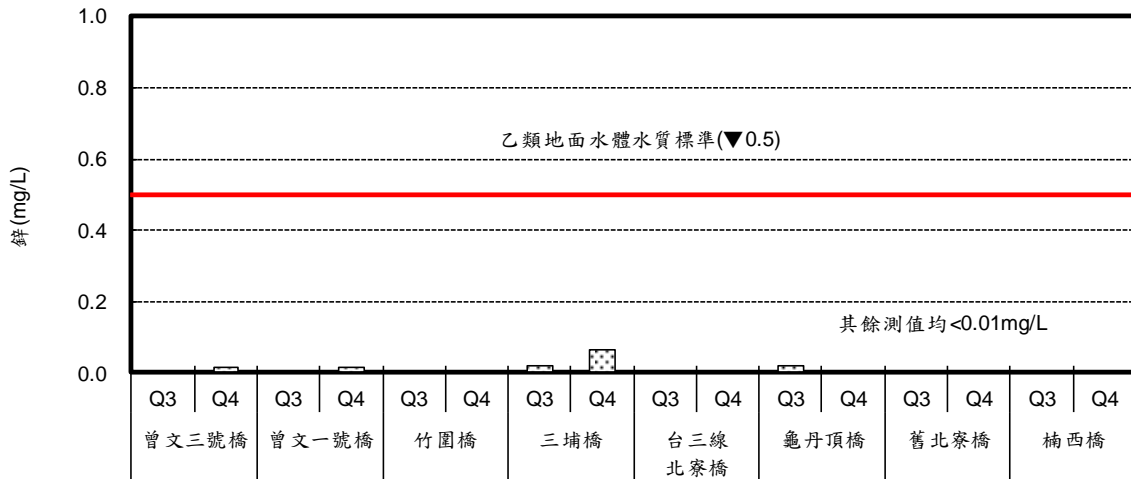 1.0
0.8
0.6
0.4
0.2
0.0
鋅(mg/L)
乙類地面水體水質標準(▼0.5)
其餘測值均<0.01mg/L
Q3 Q4 Q3 Q4 Q3 Q4 Q3 Q4 Q3 Q4 Q3 Q4 Q3 Q4 Q3 Q4
曾文三號橋 曾文一號橋 竹圍橋 三埔橋 台三線 龜丹頂橋 舊北寮橋 楠西橋
北寮橋